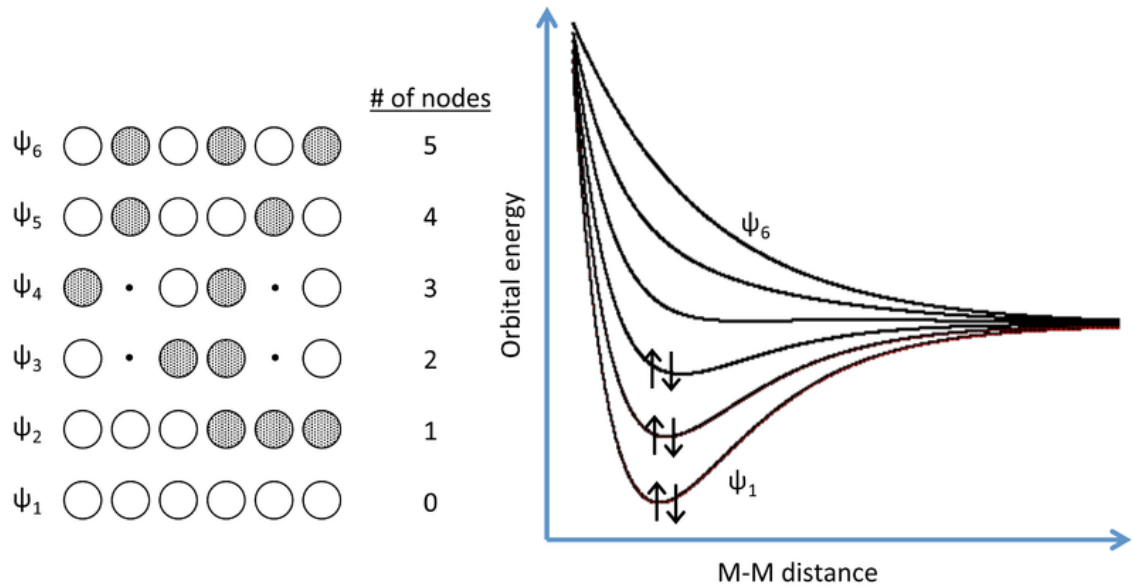 # of nodes
ψ6 5
ψ5 4
ψ4 3
ψ3 2
ψ2 1
ψ1 0
Orbital energy
ψ6
ψ1
M-M distance